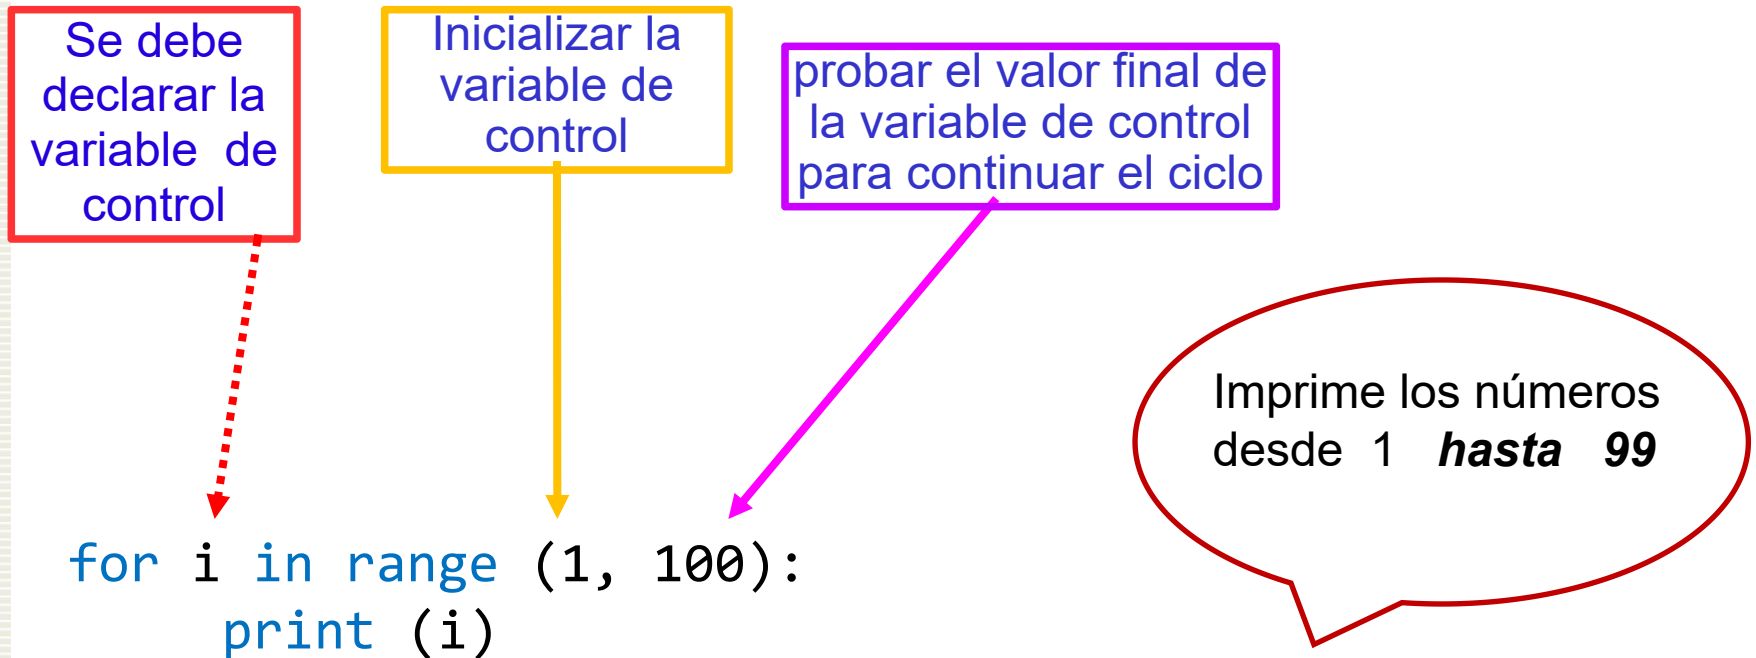 Se debe
declarar la
variable de
control
Inicializar la
variable de
control
probar el valor final de
la variable de control
para continuar el ciclo
Imprime los números
desde 1 hasta 99
for i in range (1, 100):
print (i)